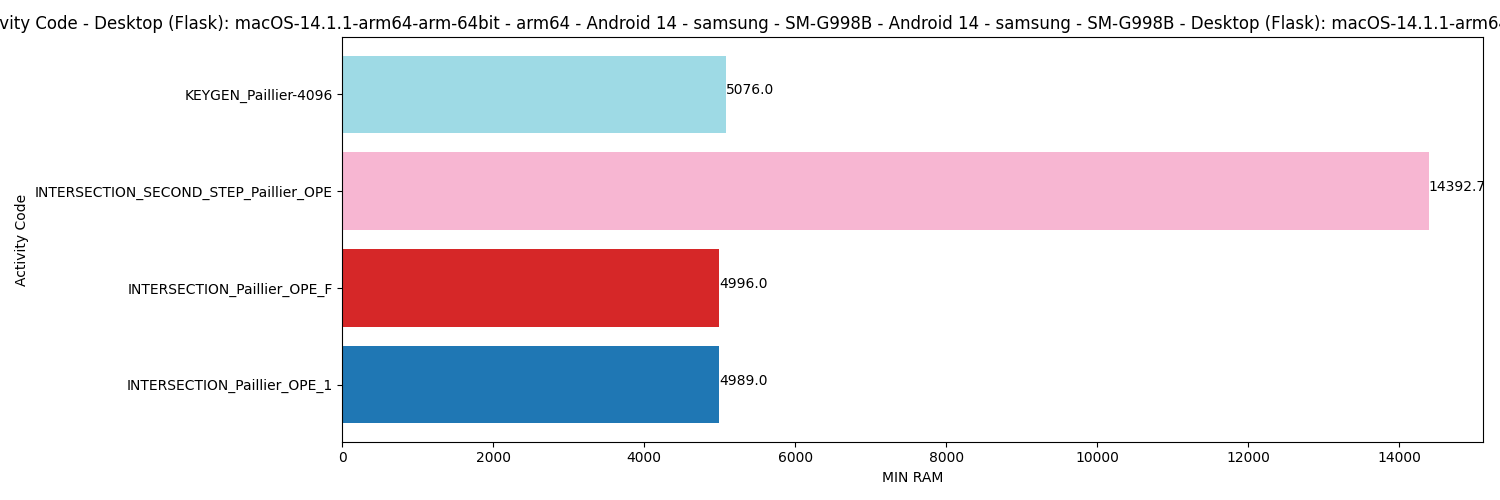 vity Code - Desktop (Flask): macOS-14.1.1-arm64-arm-64bit - arm64 - Android 14 - samsung - SM-G998B - Android 14 - samsung - SM-G998B - Desktop (Flask): macOS-14.1.1-arm6
KEYGEN_Paillier-4096
5076.0
INTERSECTION_SECOND_STEP_Paillier_OPE
14392.7
INTERSECTION_Paillier_OPE_F
4996.0
INTERSECTION_Paillier_OPE_1
4989.0
Activity Code
0 2000 4000 6000 8000 10000 12000 14000
MIN RAM